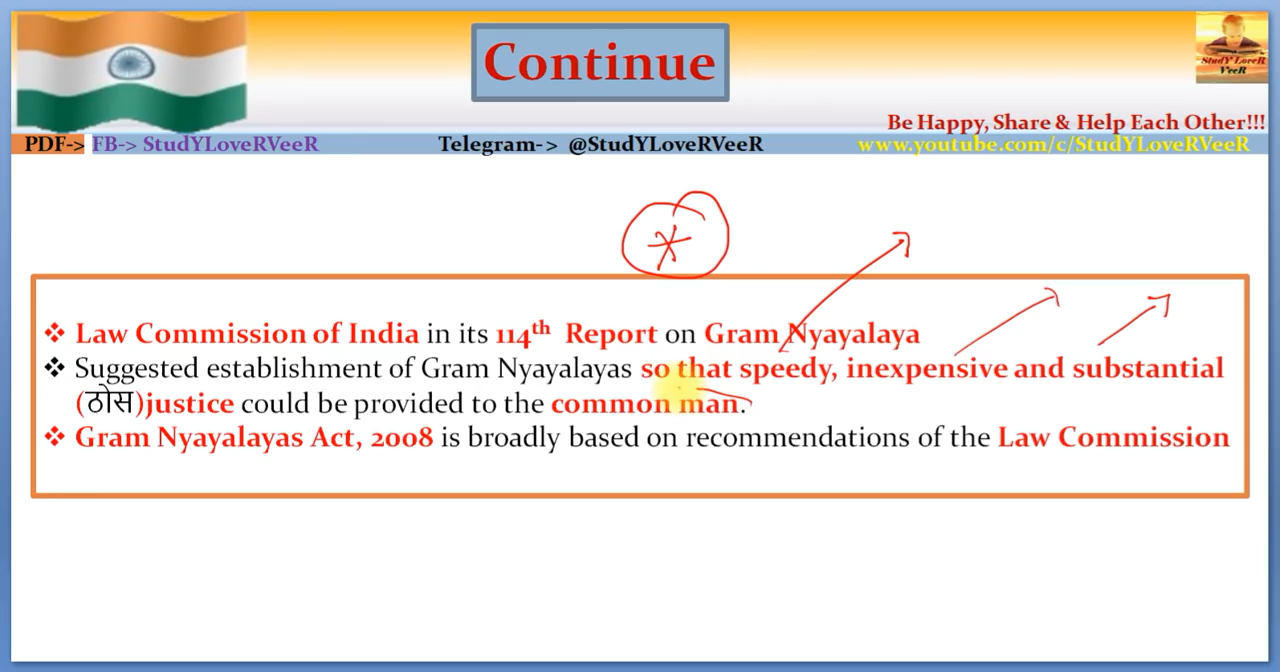 Continue
StudY LoveR
VeeR
Be Happy, Share & Help Each Other!!!
PDF-> FB-> StudYLoveRVeeR Telegram-> @StudYLoveRVeeR www.youtube.com/c/StudYLoveRVeeR
❖ Law Commission of India in its 114th Report on Gram Nyayalaya
❖ Suggested establishment of Gram Nyayalayas so that speedy, inexpensive and substantial
(ठोस)justice could be provided to the common man.
❖ Gram Nyayalayas Act, 2008 is broadly based on recommendations of the Law Commission